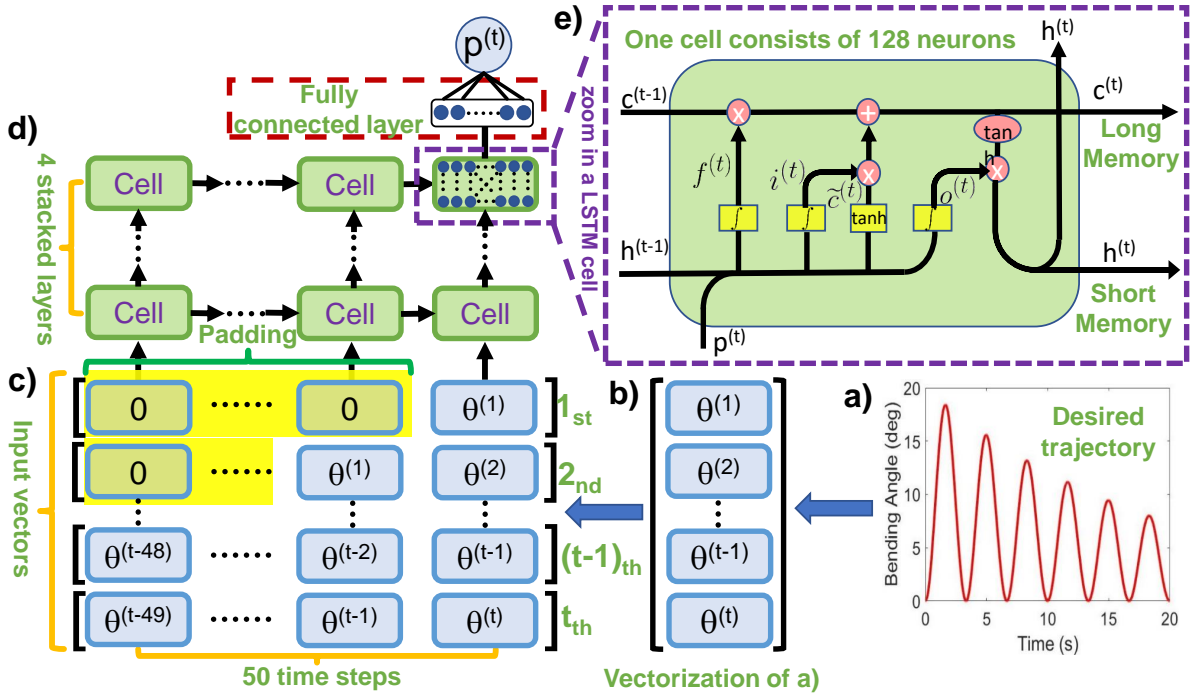 e)
p(t)
One cell consists of 128 neurons
h(t)
Fully
connected layer
c(t-1)
x
+
c(t)
tan
h
Long
Memory
d)
4 stacked layers
Cell
Cell
zoom in a LSTM cell
f(t)
i(t)
x
c̃(t)
o(t)
x
∫
∫
tanh
∫
h(t-1)
h(t)
Short
Memory
p(t)
Cell
Cell
Cell
Padding
c)
Input vectors
0 ...... 0 θ(1) 1st
0 ...... θ(1) θ(2) 2nd
θ(t-48) ...... θ(t-2) θ(t-1) (t-1)th
θ(t-49) ...... θ(t-1) θ(t) tth
50 time steps
b)
θ(1)
θ(2)
θ(t-1)
θ(t)
Vectorization of a)
a)
Desired
trajectory
Bending Angle (deg)
20
15
10
5
0
0 5 10 15 20
Time (s)